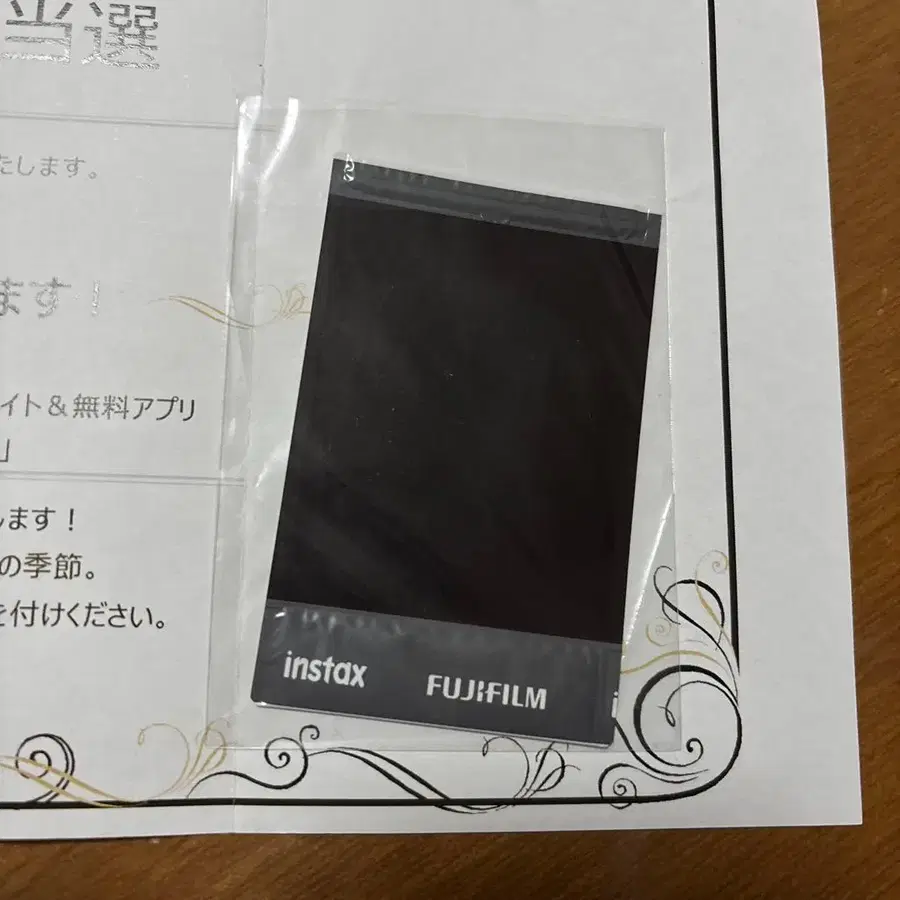 当選
たします。
ます！
イト＆無料アプリ
」
します！
の季節。
を付けください。
instax
FUJIFILM
i